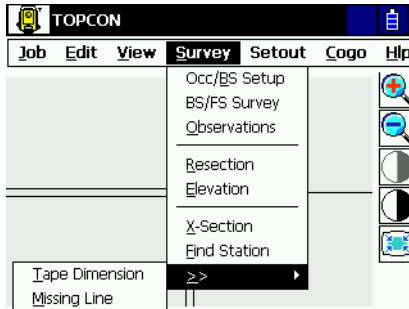 TOPCON
Job Edit View Survey Setout Cogo Hlp
Occ/BS Setup
BS/FS Survey
Observations
Resection
Elevation
X-Section
Find Station
>>
Tape Dimension
Missing Line